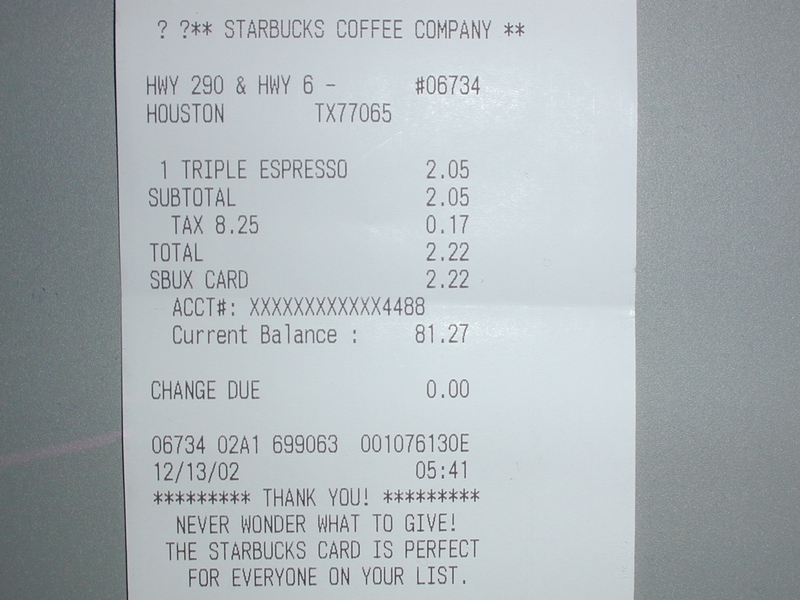 ? ?** STARBUCKS COFFEE COMPANY **
HWY 290 & HWY 6 - #06734
HOUSTON TX77065
1 TRIPLE ESPRESSO 2.05
SUBTOTAL 2.05
TAX 8.25 0.17
TOTAL 2.22
SBUX CARD 2.22
ACCT#: XXXXXXXXXXXX4488
Current Balance : 81.27
CHANGE DUE 0.00
06734 02A1 699063 001076130E
12/13/02 05:41
********* THANK YOU! *********
NEVER WONDER WHAT TO GIVE!
THE STARBUCKS CARD IS PERFECT
FOR EVERYONE ON YOUR LIST.